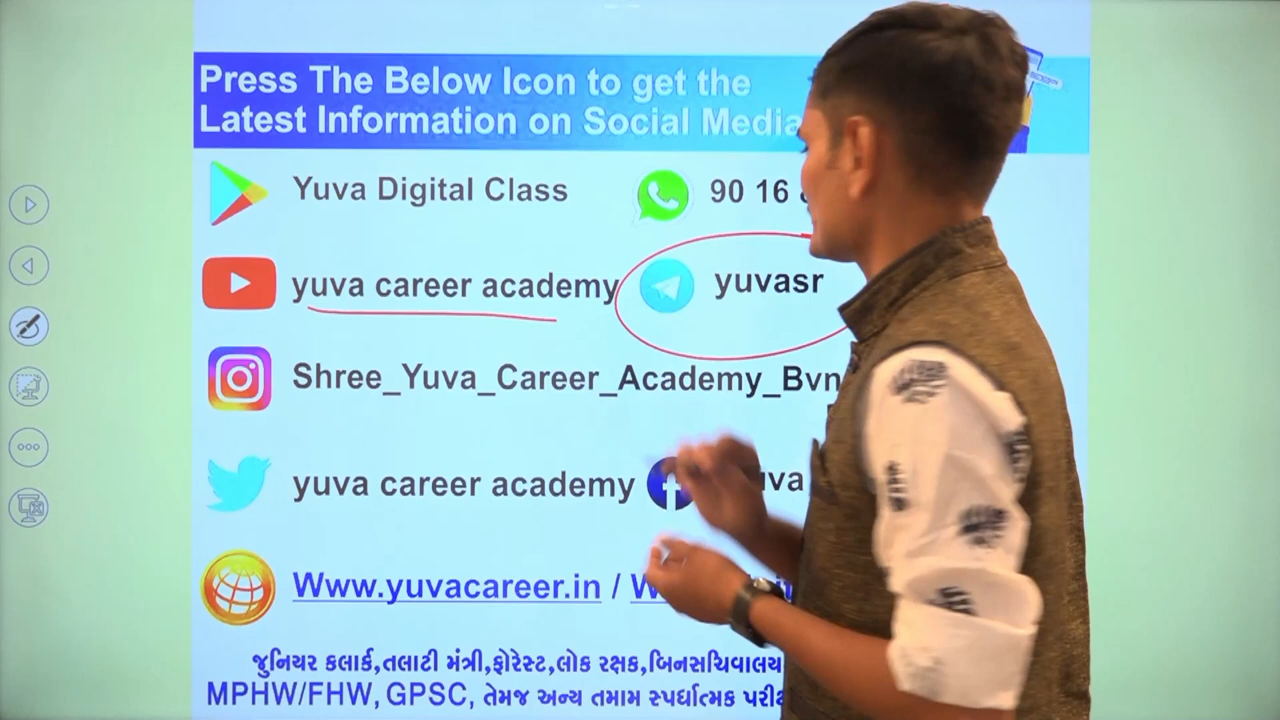 Press The Below Icon to get the
Latest Information on Social Media
Yuva Digital Class
90 16
yuva career academy
yuvasr
Shree_Yuva_Career_Academy_Bvn
yuva career academy
Www.yuvacareer.in /
જુનિયર કલાર્ક,તલાટી મંત્રી,ફોરેસ્ટ,લોક રક્ષક,બિનસચિવાલય
MPHW/FHW, GPSC, તેમજ અન્ય તમામ સ્પર્ધાત્મક